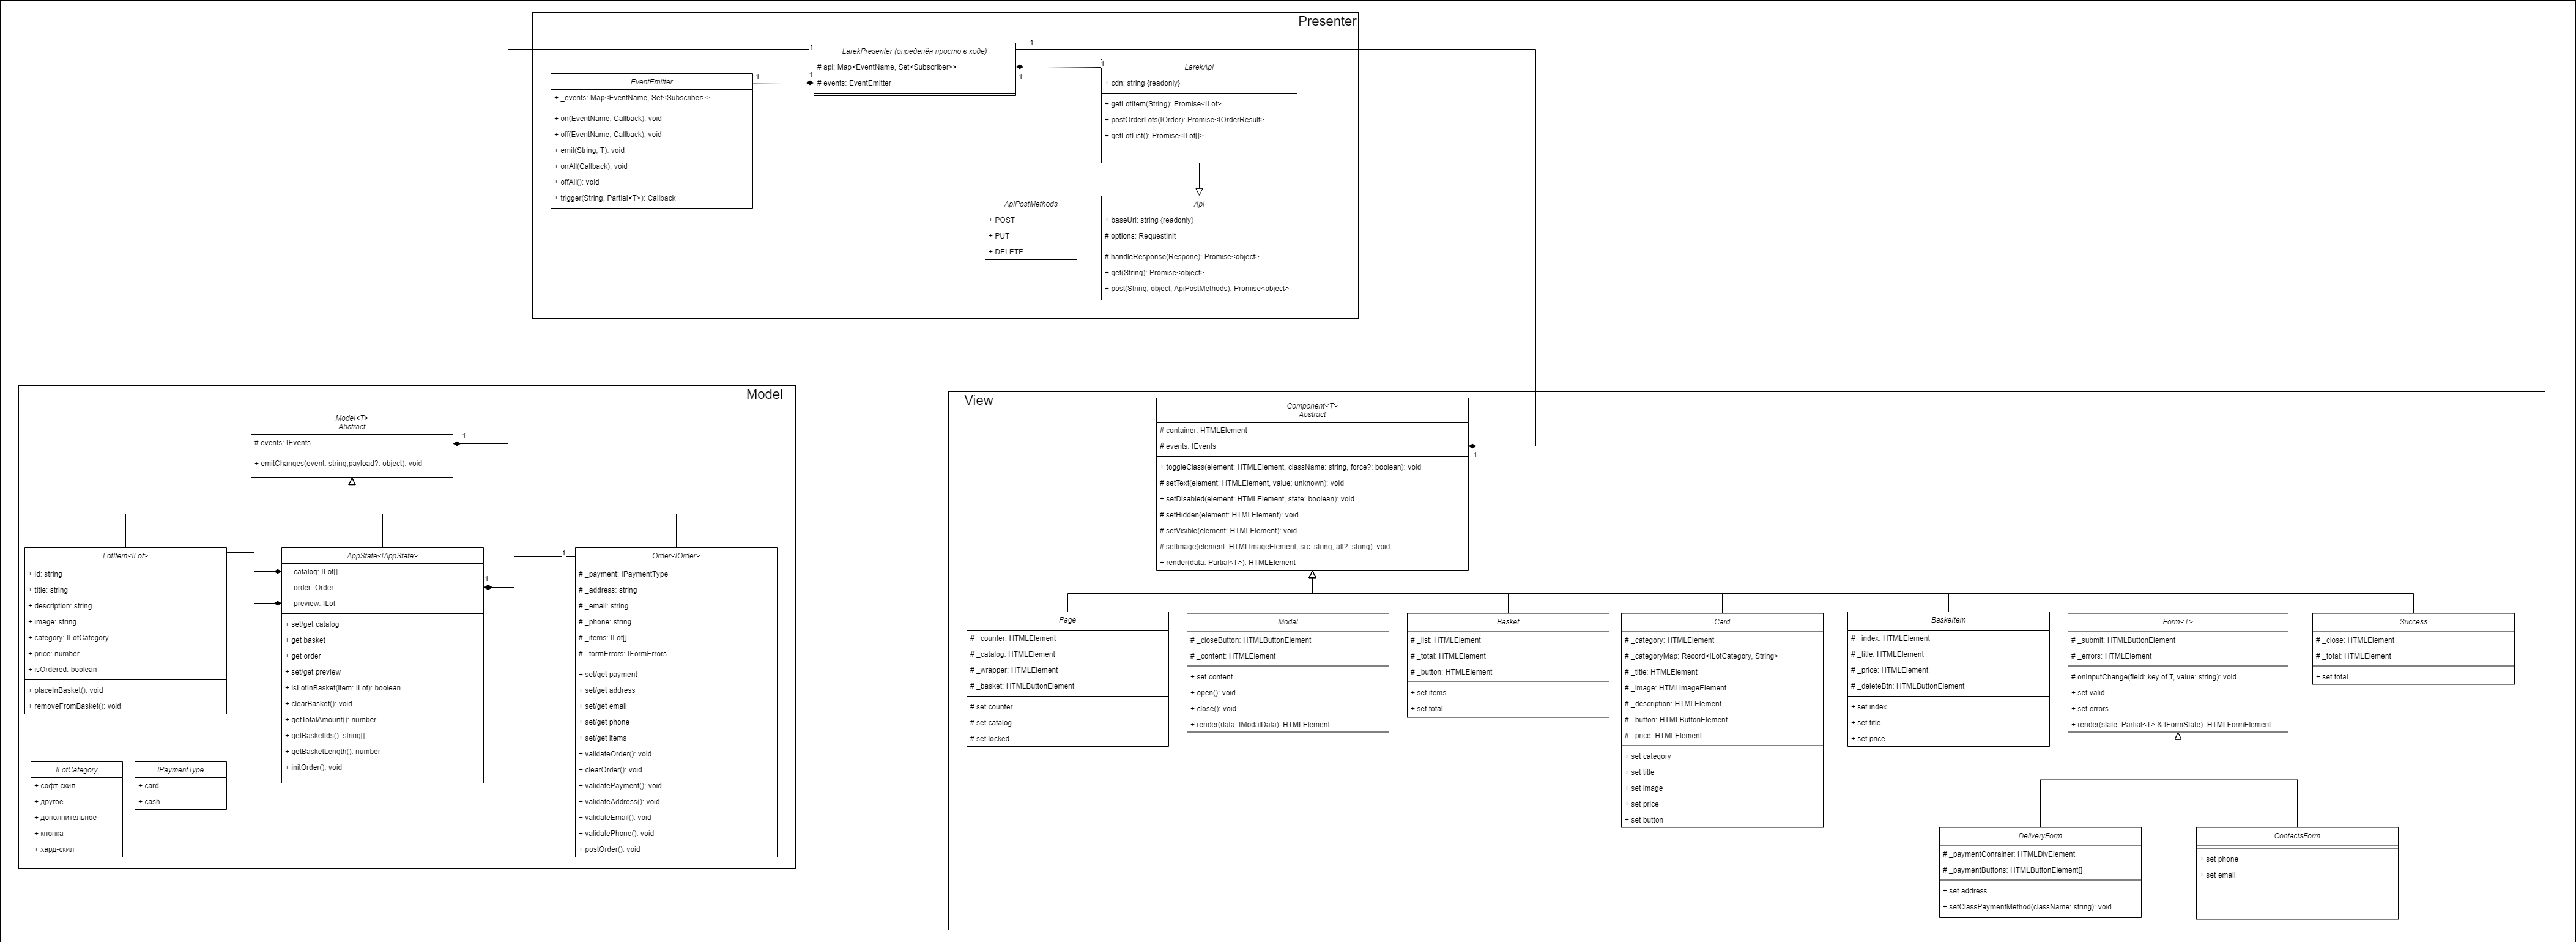 Presenter
1
1
LarekPresenter (определён просто в коде)
# api: Map<EventName, Set<Subscriber>>
# events: EventEmitter
1
1
1
1
EventEmitter
+ _events: Map<EventName, Set<Subscriber>>
+ on(EventName, Callback): void
+ off(EventName, Callback): void
+ emit(String, T): void
+ onAll(Callback): void
+ offAll(): void
+ trigger(String, Partial<T>): Callback
LarekApi
+ cdn: string {readonly}
+ getLotItem(String): Promise<ILot>
+ postOrderLots(IOrder): Promise<IOrderResult>
+ getLotList(): Promise<ILot[]>
ApiPostMethods
+ POST
+ PUT
+ DELETE
Api
+ baseUrl: string {readonly}
# options: RequestInit
# handleResponse(Respone): Promise<object>
+ get(String): Promise<object>
+ post(String, object, ApiPostMethods): Promise<object>
Model
Model<T>
Abstract
# events: IEvents
+ emitChanges(event: string,payload?: object): void
1
LotItem<ILot>
+ id: string
+ title: string
+ description: string
+ image: string
+ category: ILotCategory
+ price: number
+ isOrdered: boolean
+ placeInBasket(): void
+ removeFromBasket(): void
AppState<IAppState>
- _catalog: ILot[]
- _order: Order
- _preview: ILot
+ set/get catalog
+ get basket
+ get order
+ set/get preview
+ isLotInBasket(item: ILot): boolean
+ clearBasket(): void
+ getTotalAmount(): number
+ getBasketIds(): string[]
+ getBasketLength(): number
+ initOrder(): void
1
1
Order<IOrder>
# _payment: IPaymentType
# _address: string
# _email: string
# _phone: string
# _items: ILot[]
# _formErrors: IFormErrors
+ set/get payment
+ set/get address
+ set/get email
+ set/get phone
+ set/get items
+ validateOrder(): void
+ clearOrder(): void
+ validatePayment(): void
+ validateAddress(): void
+ validateEmail(): void
+ validatePhone(): void
+ postOrder(): void
ILotCategory
+ софт-скил
+ другое
+ дополнительное
+ кнопка
+ хард-скил
IPaymentType
+ card
+ cash
View
Component<T>
Abstract
# container: HTMLElement
# events: IEvents
+ toggleClass(element: HTMLElement, className: string, force?: boolean): void
# setText(element: HTMLElement, value: unknown): void
+ setDisabled(element: HTMLElement, state: boolean): void
# setHidden(element: HTMLElement): void
# setVisible(element: HTMLElement): void
# setImage(element: HTMLImageElement, src: string, alt?: string): void
+ render(data: Partial<T>): HTMLElement
1
Page
# _counter: HTMLElement
# _catalog: HTMLElement
# _wrapper: HTMLElement
# _basket: HTMLButtonElement
# set counter
# set catalog
# set locked
Modal
# _closeButton: HTMLButtonElement
# _content: HTMLElement
+ set content
+ open(): void
+ close(): void
+ render(data: IModalData): HTMLElement
Basket
# _list: HTMLElement
# _total: HTMLElement
# _button: HTMLElement
+ set items
+ set total
Card
# _category: HTMLElement
# _categoryMap: Record<ILotCategory, String>
# _title: HTMLElement
# _image: HTMLImageElement
# _description: HTMLElement
# _button: HTMLButtonElement
# _price: HTMLElement
+ set category
+ set title
+ set image
+ set price
+ set button
BasketItem
# _index: HTMLElement
# _title: HTMLElement
# _price: HTMLElement
# _deleteBtn: HTMLButtonElement
+ set index
+ set title
+ set price
Form<T>
# _submit: HTMLButtonElement
# _errors: HTMLElement
# onInputChange(field: key of T, value: string): void
+ set valid
+ set errors
+ render(state: Partial<T> & IFormState): HTMLFormElement
Success
# _close: HTMLElement
# _total: HTMLElement
+ set total
DeliveryForm
# _paymentConrainer: HTMLDivElement
# _paymentButtons: HTMLButtonElement[]
+ set address
+ setClassPaymentMethod(className: string): void
ContactsForm
+ set phone
+ set email